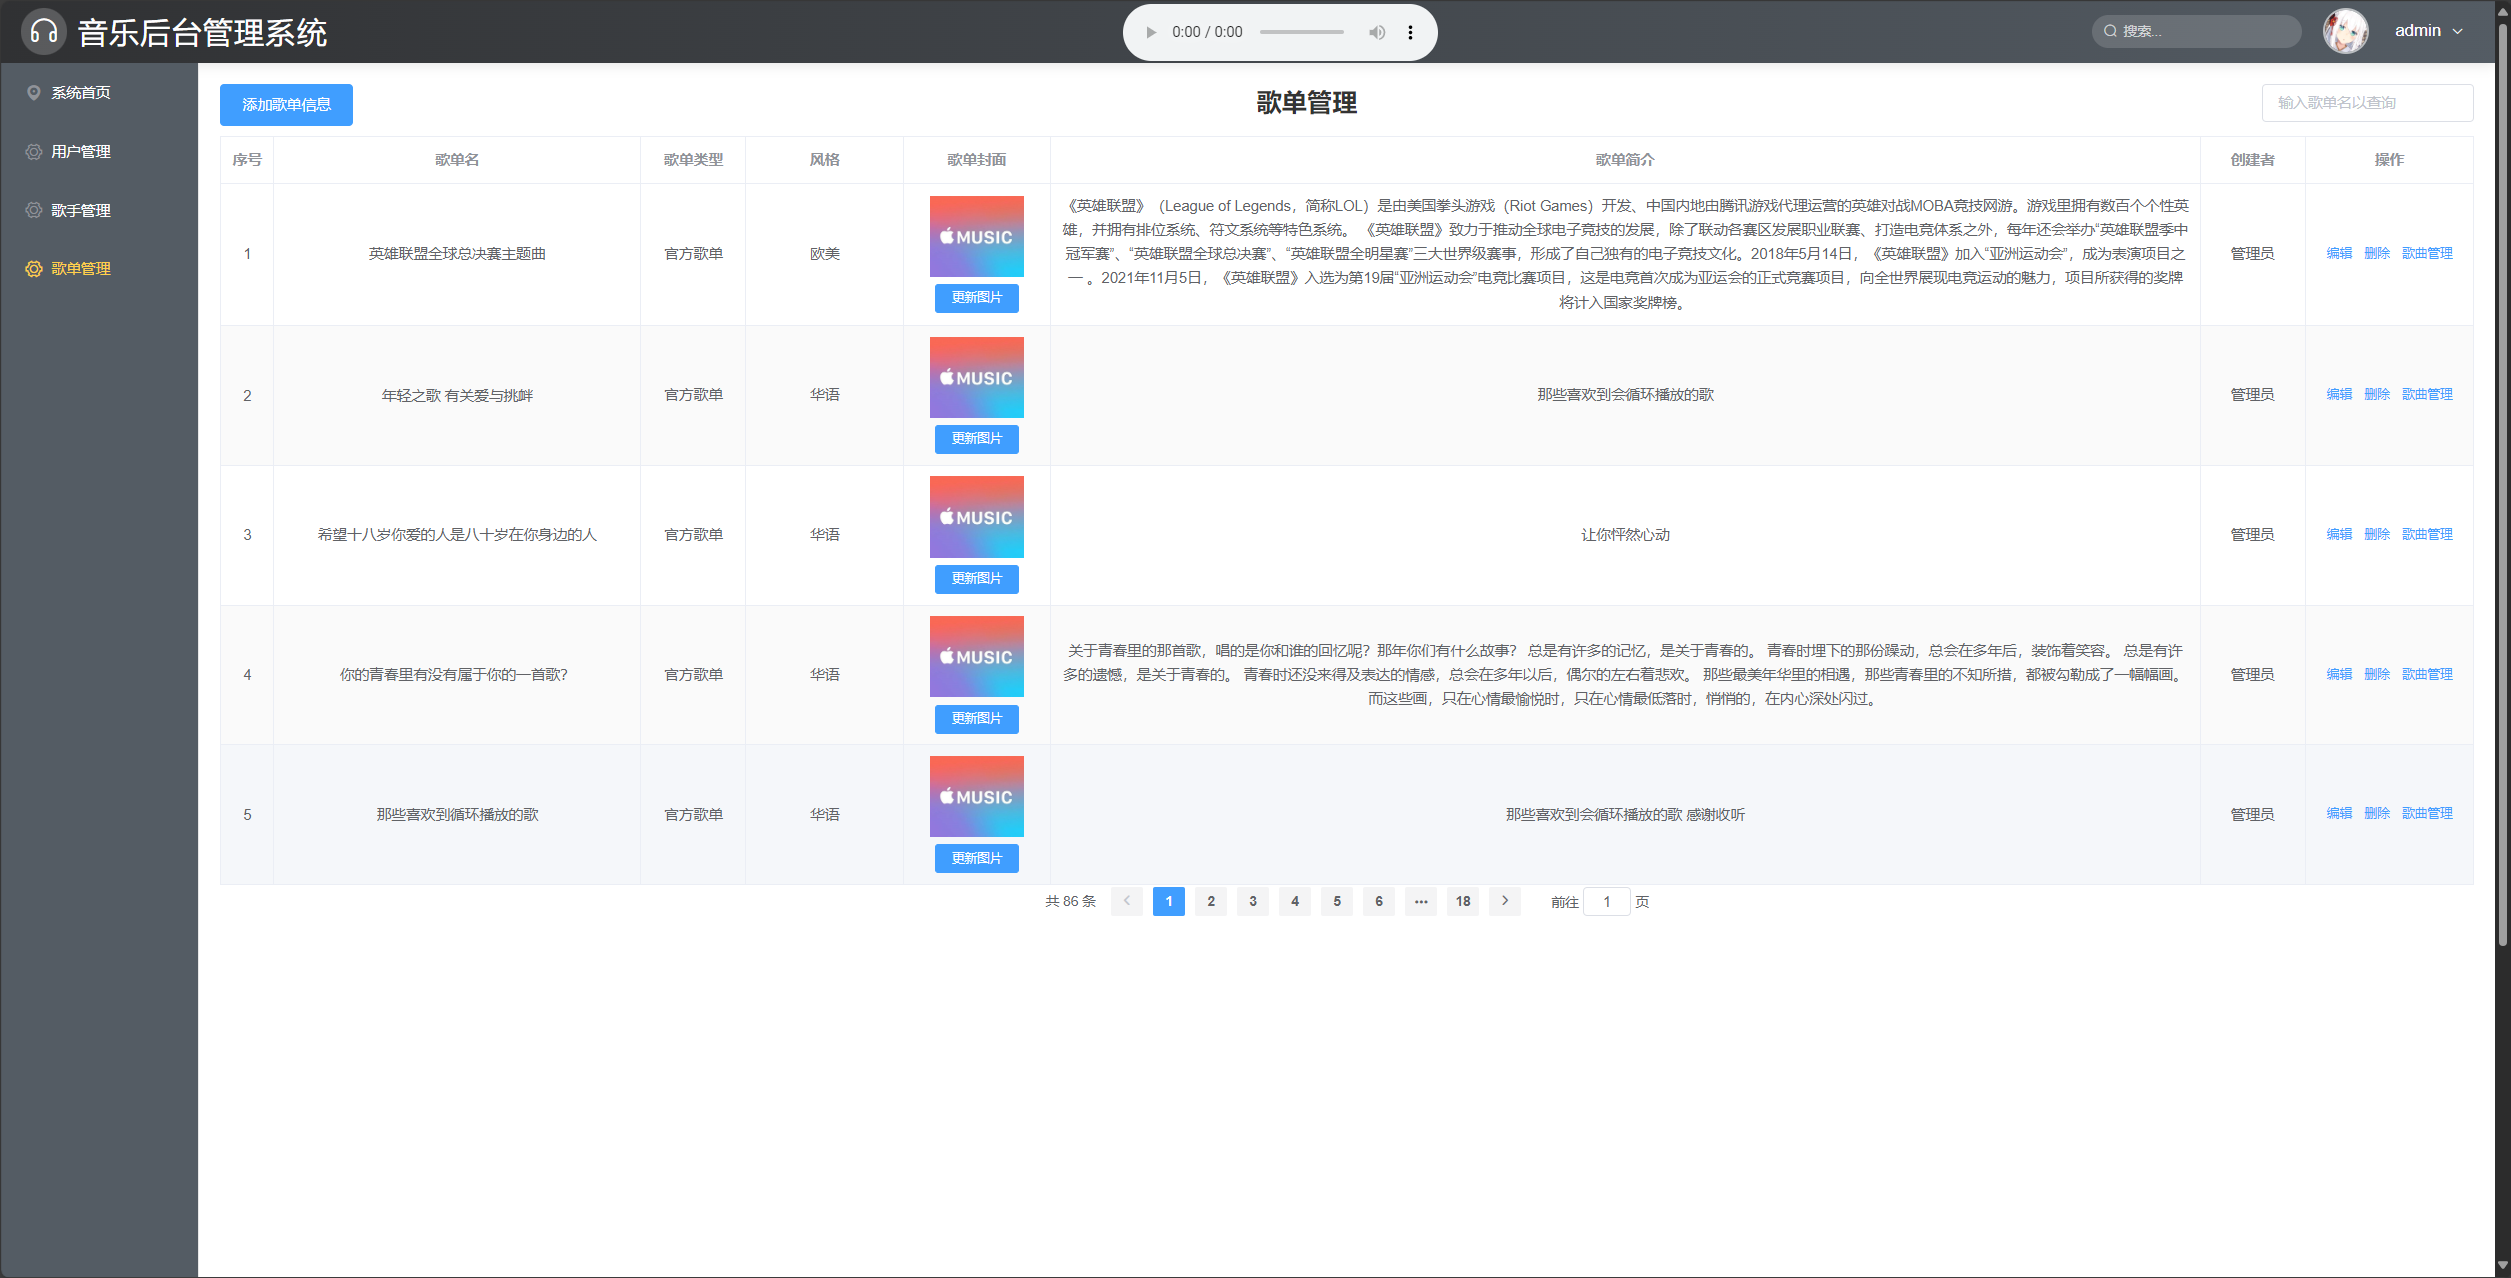 音乐后台管理系统
0:00 / 0:00
搜索...
admin
系统首页
用户管理
歌手管理
歌单管理
添加歌单信息
歌单管理
输入歌单名以查询
序号 歌单名 歌单类型 风格 歌单封面 歌单简介 创建者 操作
1 英雄联盟全球总决赛主题曲 官方歌单 欧美
MUSIC
更新图片
《英雄联盟》（League of Legends，简称LOL）是由美国拳头游戏（Riot Games）开发、中国内地由腾讯游戏代理运营的英雄对战MOBA竞技网游。游戏里拥有数百个个性英
雄，并拥有排位系统、符文系统等特色系统。 《英雄联盟》致力于推动全球电子竞技的发展，除了联动各赛区发展职业联赛、打造电竞体系之外，每年还会举办“英雄联盟季中
冠军赛”、“英雄联盟全球总决赛”、“英雄联盟全明星赛”三大世界级赛事，形成了自己独有的电子竞技文化。2018年5月14日，《英雄联盟》加入“亚洲运动会”，成为表演项目之
一 。2021年11月5日，《英雄联盟》入选为第19届“亚洲运动会”电竞比赛项目，这是电竞首次成为亚运会的正式竞赛项目，向全世界展现电竞运动的魅力，项目所获得的奖牌
将计入国家奖牌榜。
管理员 编辑 删除 歌曲管理
2 年轻之歌 有关爱与挑衅 官方歌单 华语
MUSIC
更新图片
那些喜欢到会循环播放的歌
管理员 编辑 删除 歌曲管理
3 希望十八岁你爱的人是八十岁在你身边的人 官方歌单 华语
MUSIC
更新图片
让你怦然心动
管理员 编辑 删除 歌曲管理
4 你的青春里有没有属于你的一首歌？ 官方歌单 华语
MUSIC
更新图片
关于青春里的那首歌，唱的是你和谁的回忆呢？那年你们有什么故事？ 总是有许多的记忆，是关于青春的。 青春时埋下的那份躁动，总会在多年后，装饰着笑容。 总是有许
多的遗憾，是关于青春的。 青春时还没来得及表达的情感，总会在多年以后，偶尔的左右着悲欢。 那些最美年华里的相遇，那些青春里的不知所措，都被勾勒成了一幅幅画。
而这些画，只在心情最愉悦时，只在心情最低落时，悄悄的，在内心深处闪过。
管理员 编辑 删除 歌曲管理
5 那些喜欢到循环播放的歌 官方歌单 华语
MUSIC
更新图片
那些喜欢到会循环播放的歌 感谢收听
管理员 编辑 删除 歌曲管理
共 86 条 1 2 3 4 5 6 ••• 18 前往 1 页